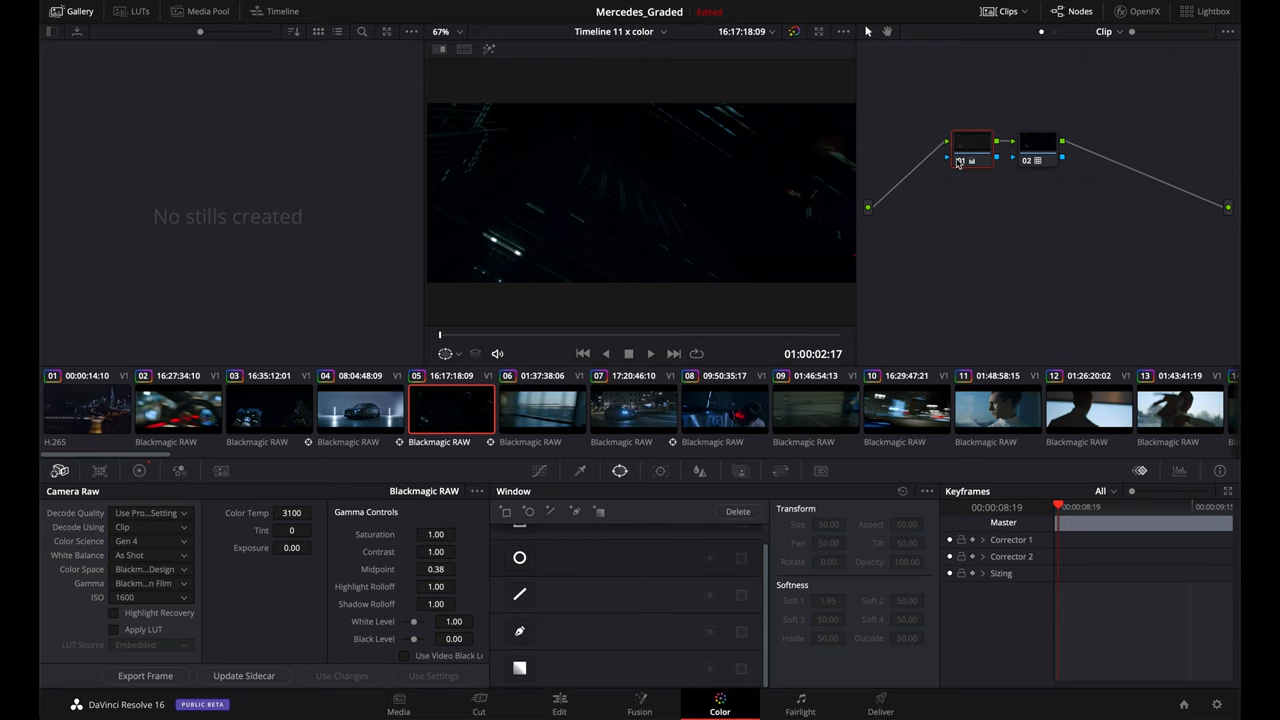 Gallery LUTs Media Pool Timeline Mercedes_Graded Edited Clips Nodes OpenFX Lightbox
67% Timeline 11 x color 16:17:18:09 Clip
No stills created
01 02
01:00:02:17
01 00:00:14:10 V1 02 16:27:34:10 V1 03 16:35:12:01 V1 04 08:04:48:09 V1 05 16:17:18:09 V1 06 01:37:38:06 V1 07 17:20:46:10 V1 08 09:50:35:17 V1 09 01:46:54:13 V1 10 16:29:47:21 V1 11 01:48:58:15 V1 12 01:26:20:02 V1 13 01:43:41:19 V1
H.265 Blackmagic RAW Blackmagic RAW Blackmagic RAW Blackmagic RAW Blackmagic RAW Blackmagic RAW Blackmagic RAW Blackmagic RAW Blackmagic RAW Blackmagic RAW Blackmagic RAW Blackmagic RAW
Camera Raw Blackmagic RAW
Decode Quality Use Pro...Setting
Decode Using Clip
Color Science Gen 4
White Balance As Shot
Color Space Blackm...Design
Gamma Blackm...n Film
ISO 1600
Highlight Recovery
Apply LUT
LUT Source Embedded
Color Temp 3100
Tint 0
Exposure 0.00
Gamma Controls
Saturation 1.00
Contrast 1.00
Midpoint 0.38
Highlight Rolloff 1.00
Shadow Rolloff 1.00
White Level 1.00
Black Level 0.00
Use Video Black L
Export Frame Update Sidecar Use Changes Use Settings
Window
Delete
Transform
Size 50.00 Aspect 50.00
Pan 50.00 Tilt 50.00
Rotate 0.00 Opacity 100.00
Softness
Soft 1 1.95 Soft 2 50.00
Soft 3 50.00 Soft 4 50.00
Inside 50.00 Outside 50.00
Keyframes All
00:00:08:19 00:00:08:19 00:00:09:15
Master
Corrector 1
Corrector 2
Sizing
DaVinci Resolve 16 PUBLIC BETA Media Cut Edit Fusion Color Fairlight Deliver